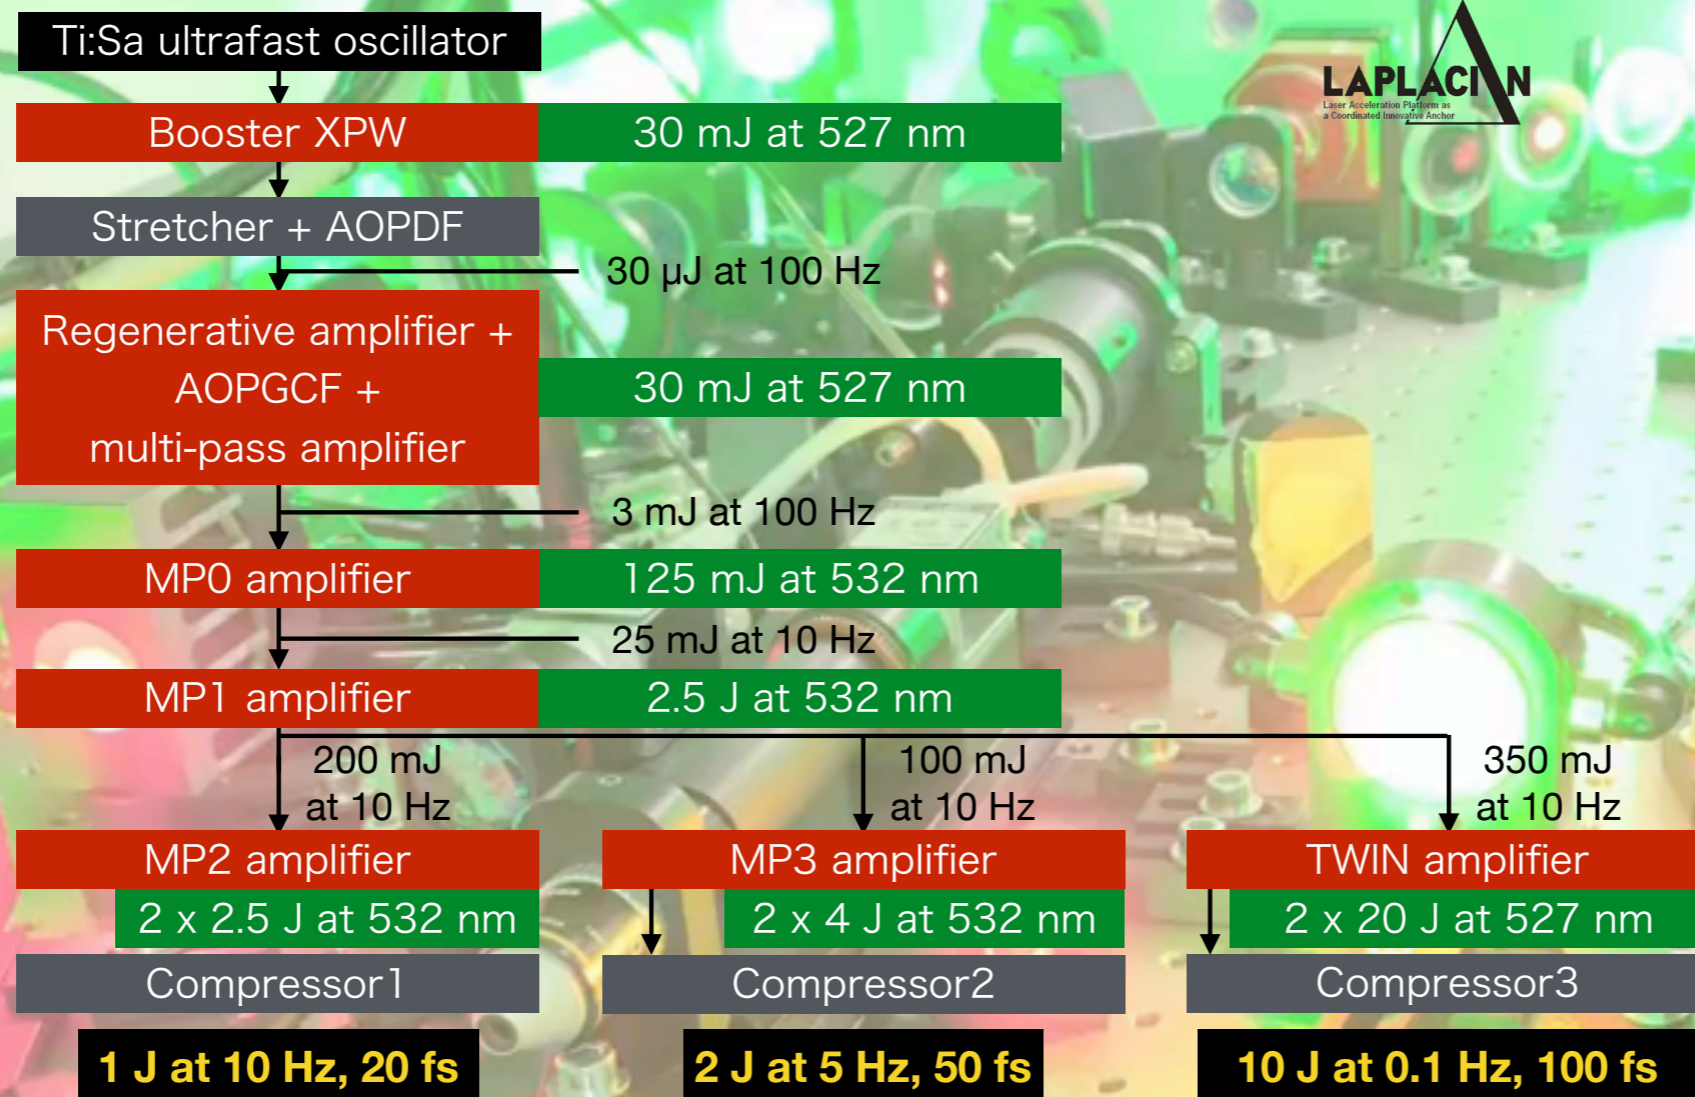 Ti:Sa ultrafast oscillator
LAPLACIAN
Laser Acceleration Platform as
a Coordinated Innovative Anchor
Booster XPW
30 mJ at 527 nm
Stretcher + AOPDF
30 μJ at 100 Hz
Regenerative amplifier +
AOPGCF +
multi-pass amplifier
30 mJ at 527 nm
3 mJ at 100 Hz
MP0 amplifier
125 mJ at 532 nm
25 mJ at 10 Hz
MP1 amplifier
2.5 J at 532 nm
200 mJ
at 10 Hz
100 mJ
at 10 Hz
350 mJ
at 10 Hz
MP2 amplifier
2 x 2.5 J at 532 nm
Compressor1
1 J at 10 Hz, 20 fs
MP3 amplifier
2 x 4 J at 532 nm
Compressor2
2 J at 5 Hz, 50 fs
TWIN amplifier
2 x 20 J at 527 nm
Compressor3
10 J at 0.1 Hz, 100 fs